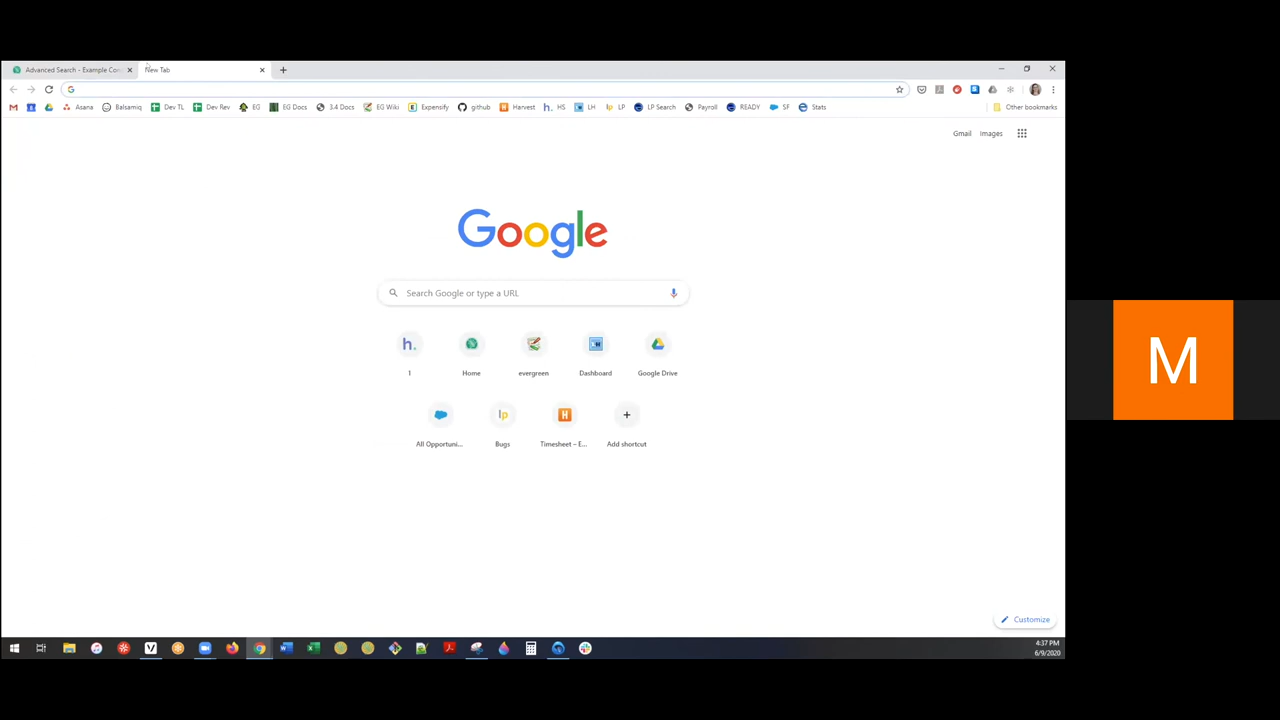 Advanced Search - Example Con
New Tab
Asana Balsamiq Dev TL Dev Rev EG EG Docs 3.4 Docs EG Wiki Expensify github Harvest HS LH LP LP Search Payroll READY SF Stats Other bookmarks
Gmail Images
Google
Search Google or type a URL
h.
1 Home evergreen Dashboard Google Drive
lp H
All Opportuni... Bugs Timesheet – E... Add shortcut
M
Customize
4:37 PM
6/9/2020